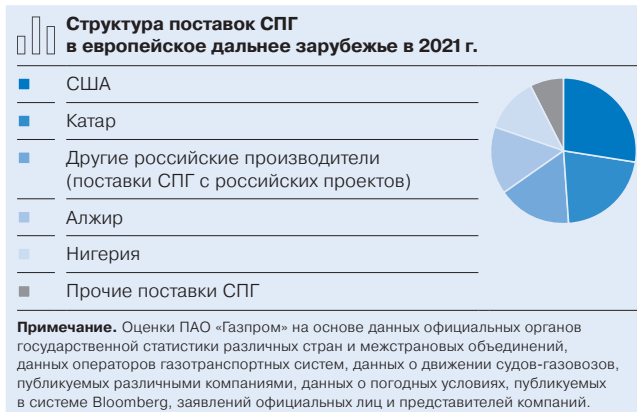 Структура поставок СПГ
в европейское дальнее зарубежье в 2021 г.
США
Катар
Другие российские производители
(поставки СПГ с российских проектов)
Алжир
Нигерия
Прочие поставки СПГ
Примечание. Оценки ПАО «Газпром» на основе данных официальных органов
государственной статистики различных стран и межстрановых объединений,
данных операторов газотранспортных систем, данных о движении судов-газовозов,
публикуемых различными компаниями, данных о погодных условиях, публикуемых
в системе Bloomberg, заявлений официальных лиц и представителей компаний.